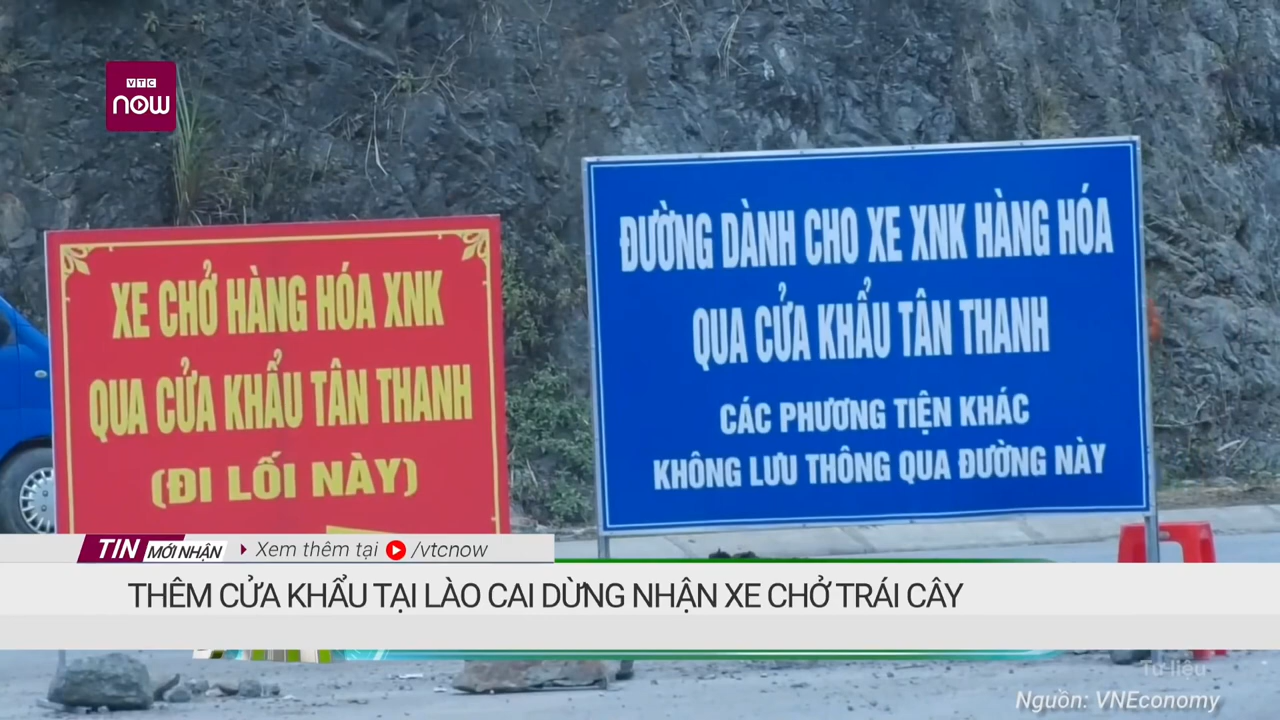 VTC
now
XE CHỞ HÀNG HÓA XNK
QUA CỬA KHẨU TÂN THANH
(ĐI LỐI NÀY)
ĐƯỜNG DÀNH CHO XE XNK HÀNG HÓA
QUA CỬA KHẨU TÂN THANH
CÁC PHƯƠNG TIỆN KHÁC
KHÔNG LƯU THÔNG QUA ĐƯỜNG NÀY
TIN MỚI NHẬN Xem thêm tại /vtcnow
THÊM CỬA KHẨU TẠI LÀO CAI DỪNG NHẬN XE CHỞ TRÁI CÂY
Tư liệu
Nguồn: VNEconomy